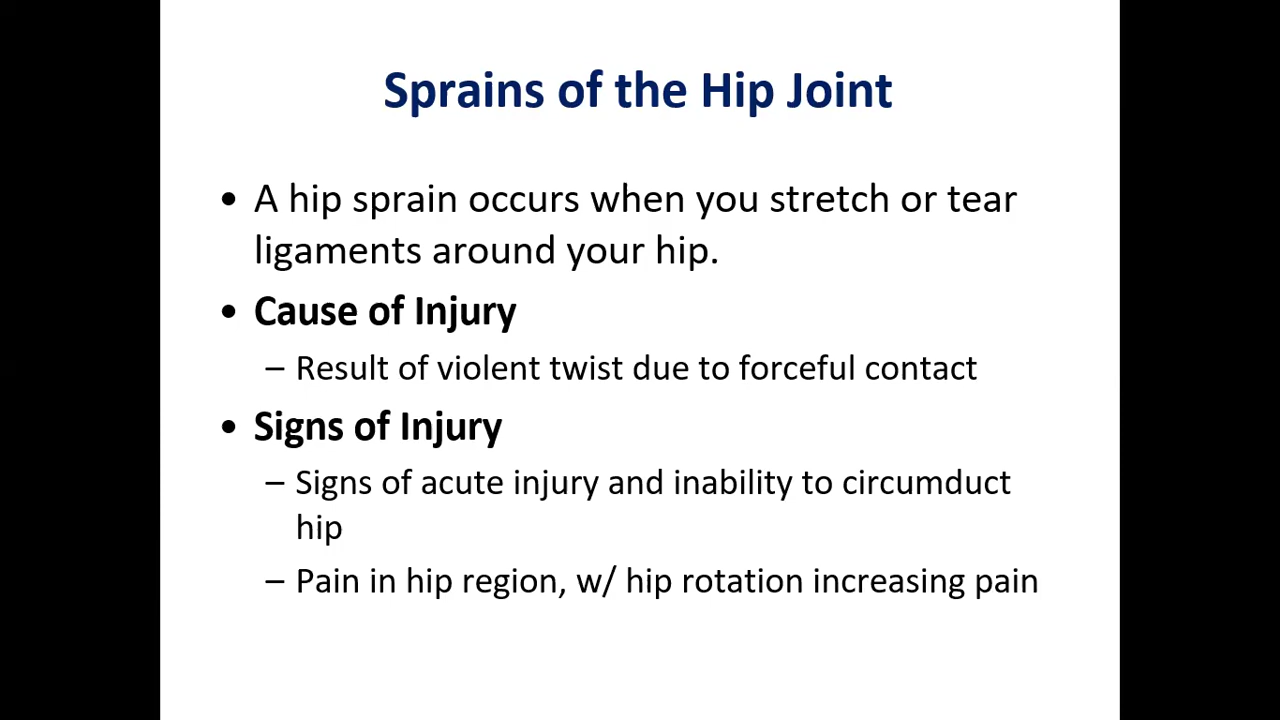 Sprains of the Hip Joint
• A hip sprain occurs when you stretch or tear
ligaments around your hip.
• Cause of Injury
– Result of violent twist due to forceful contact
• Signs of Injury
– Signs of acute injury and inability to circumduct
hip
– Pain in hip region, w/ hip rotation increasing pain